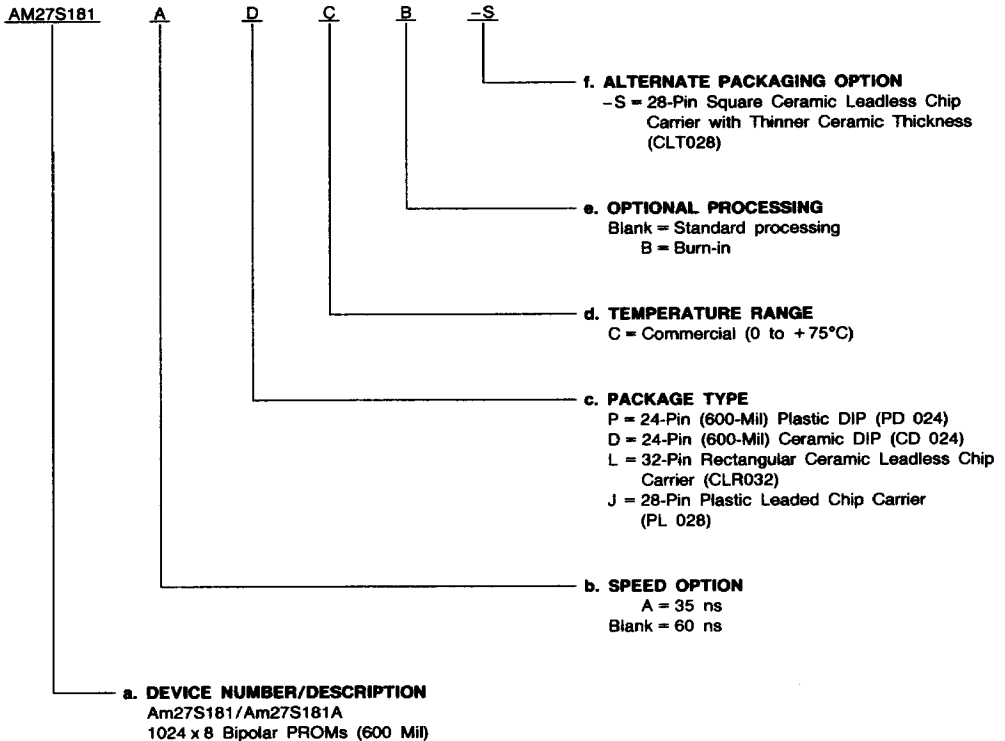 AM27S181 A D C B -S
f. ALTERNATE PACKAGING OPTION
-S = 28-Pin Square Ceramic Leadless Chip
Carrier with Thinner Ceramic Thickness
(CLT028)
e. OPTIONAL PROCESSING
Blank = Standard processing
B = Burn-in
d. TEMPERATURE RANGE
C = Commercial (0 to +75°C)
c. PACKAGE TYPE
P = 24-Pin (600-Mil) Plastic DIP (PD 024)
D = 24-Pin (600-Mil) Ceramic DIP (CD 024)
L = 32-Pin Rectangular Ceramic Leadless Chip
Carrier (CLR032)
J = 28-Pin Plastic Leaded Chip Carrier
(PL 028)
b. SPEED OPTION
A = 35 ns
Blank = 60 ns
a. DEVICE NUMBER/DESCRIPTION
Am27S181/Am27S181A
1024 x 8 Bipolar PROMs (600 Mil)